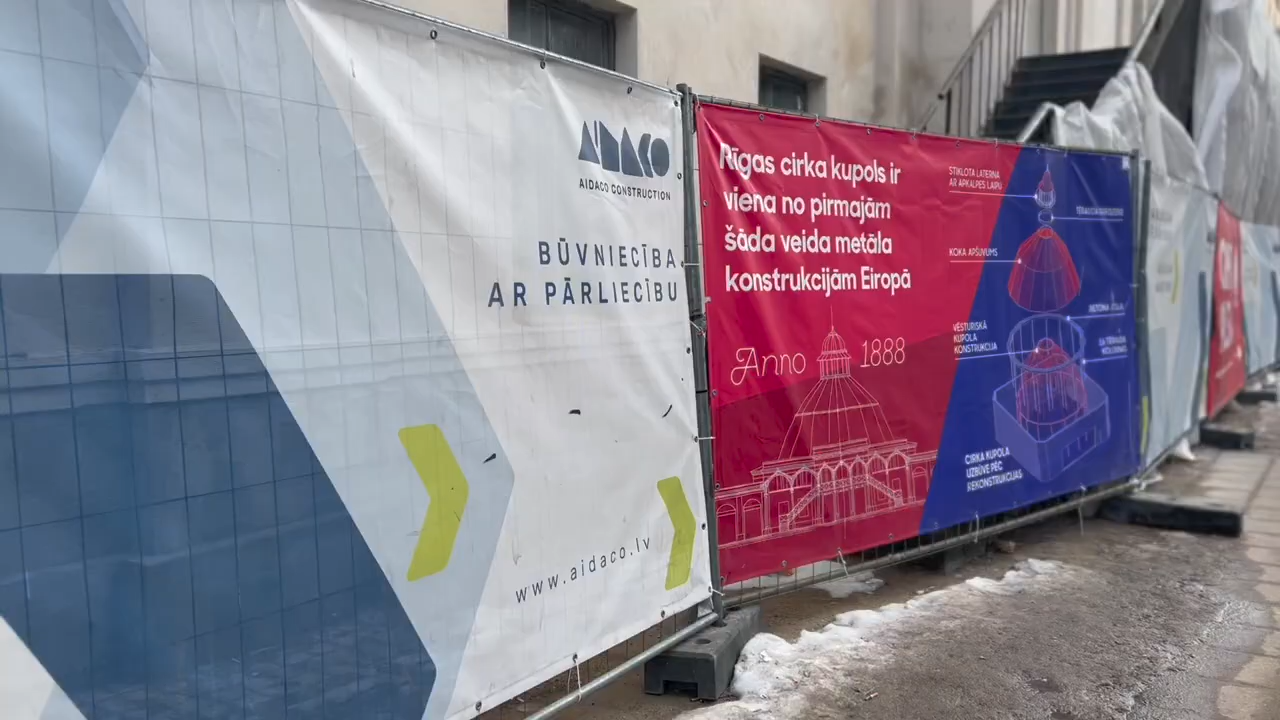 AIDACO
AIDACO CONSTRUCTION
BŪVNIECĪBA
AR PĀRLIECĪBU
www.aidaco.lv
Rīgas cirka kupols ir
viena no pirmajām
šāda veida metāla
konstrukcijām Eiropā
Anno 1888
STIKLOTA LATERNA
AR APKALPES LAIPU
KOKA APŠUVUMS
VĒSTURISKĀ
KUPOLA
KONSTRUKCIJA
CIRKA KUPOLA
UZBŪVE PĒC
REKONSTRUKCIJAS